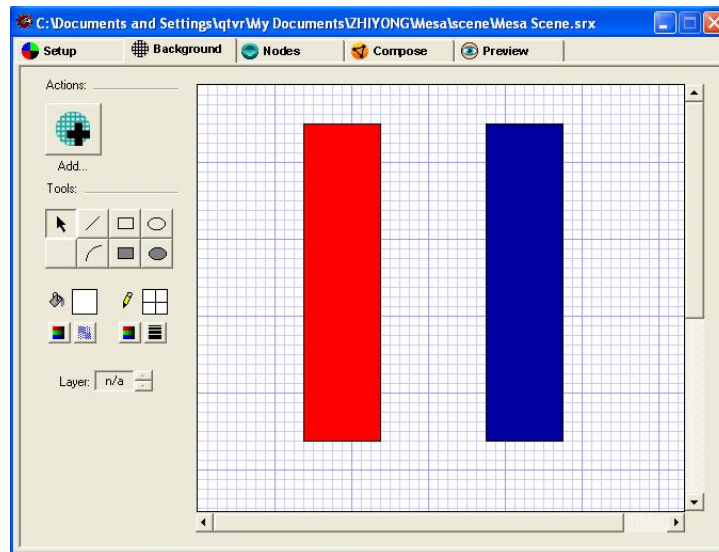 C:\Documents and Settings\qtvr\My Documents\ZHIYONG\Mesa\scene\Mesa Scene.srx
Setup Background Nodes Compose Preview
Actions:
Add...
Tools:
Layer: n/a